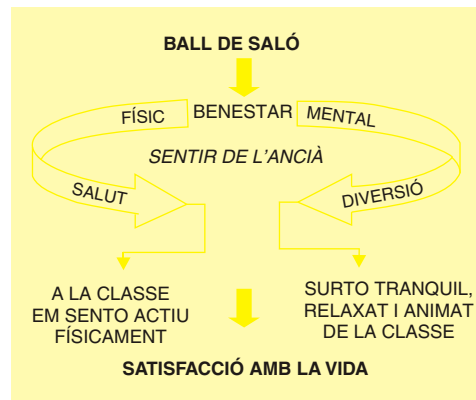 BALL DE SALÓ
FÍSIC BENESTAR MENTAL
SENTIR DE L'ANCIÀ
SALUT DIVERSIÓ
A LA CLASSE
EM SENTO ACTIU
FÍSICAMENT
SURTO TRANQUIL,
RELAXAT I ANIMAT
DE LA CLASSE
SATISFACCIÓ AMB LA VIDA